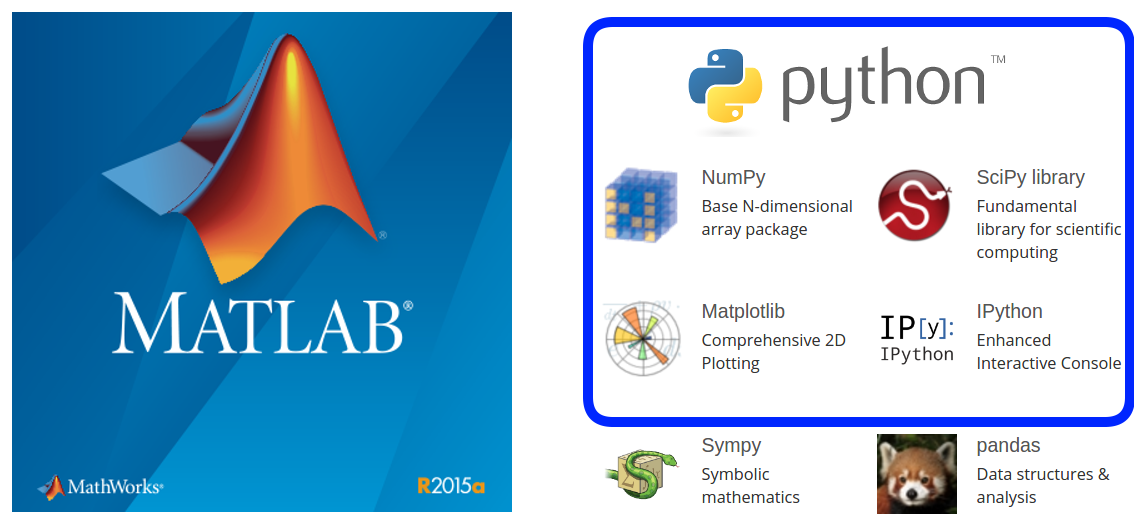 MATLAB®
MathWorks®
R2015a
python™
NumPy
Base N-dimensional
array package
SciPy library
Fundamental
library for scientific
computing
Matplotlib
Comprehensive 2D
Plotting
IP[y]:
IPython
IPython
Enhanced
Interactive Console
Sympy
Symbolic
mathematics
pandas
Data structures &
analysis